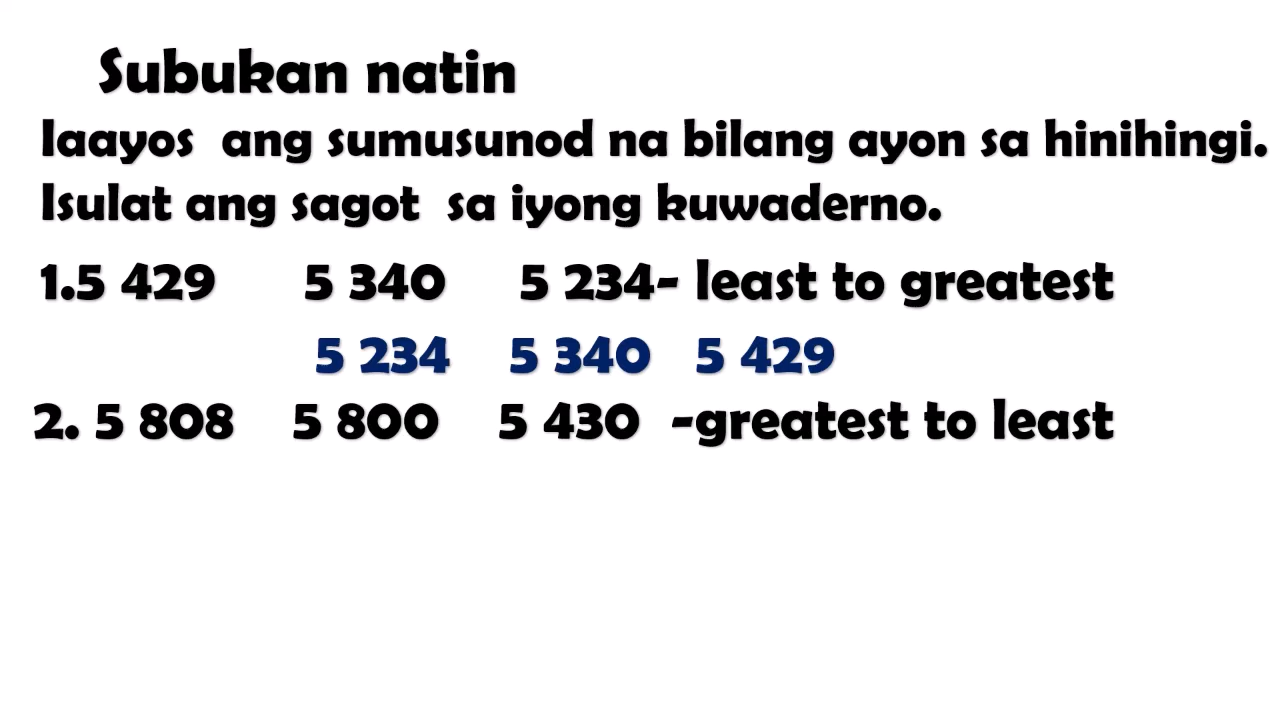 Subukan natin
Iaayos ang sumusunod na bilang ayon sa hinihingi.
Isulat ang sagot sa iyong kuwaderno.
1.5 429 5 340 5 234- least to greatest
5 234 5 340 5 429
2. 5 808 5 800 5 430 -greatest to least